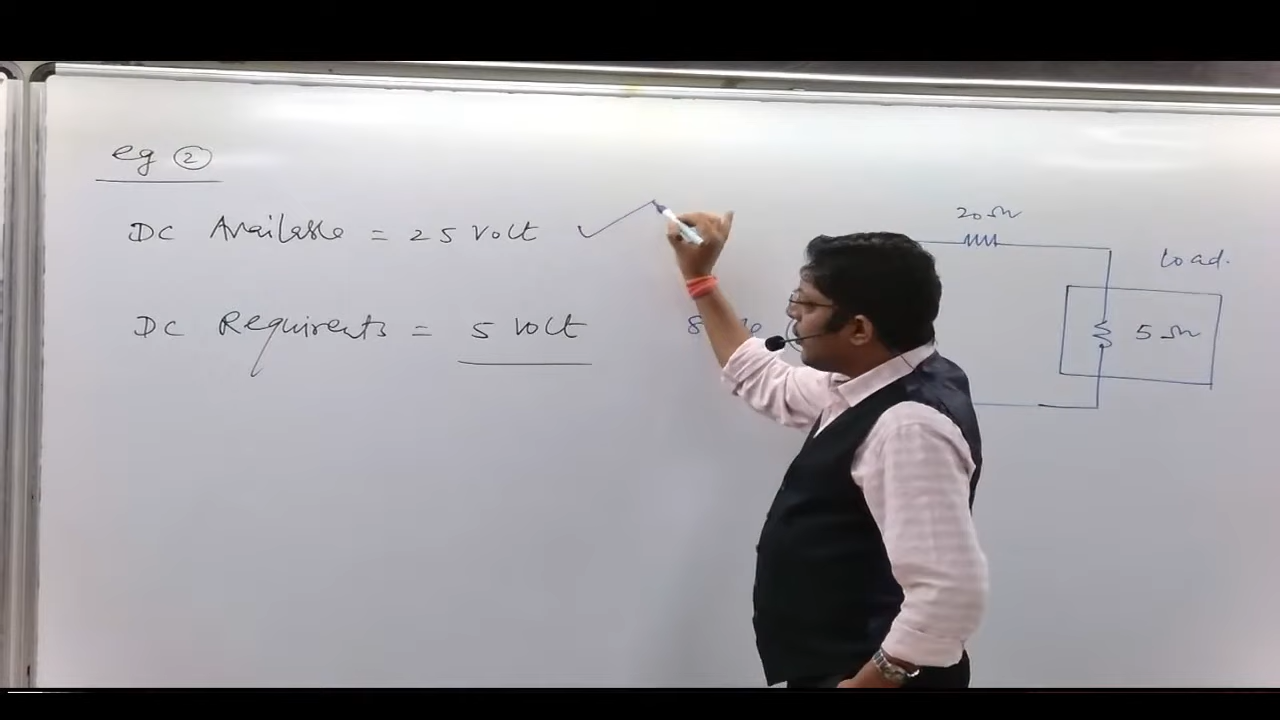 eg ②
DC Available = 25 volt
DC Requirents = 5 volt
20Ω
Load.
5Ω